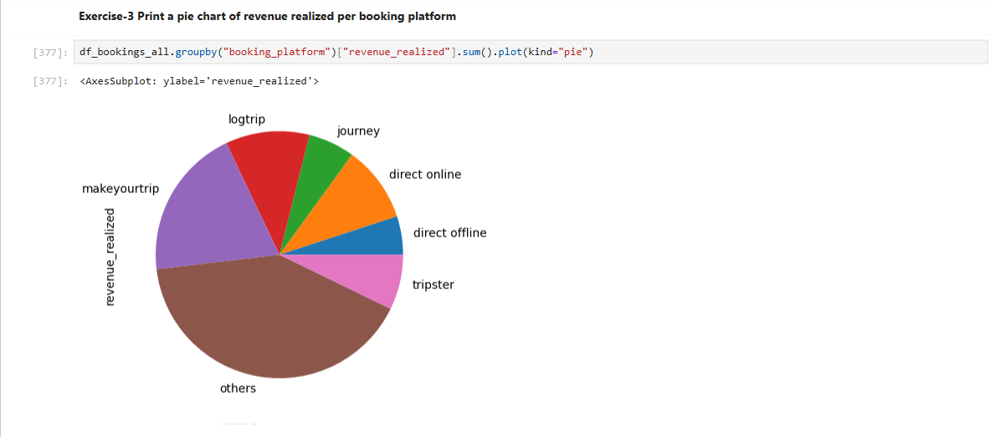 Exercise-3 Print a pie chart of revenue realized per booking platform
[377]: df_bookings_all.groupby("booking_platform")["revenue_realized"].sum().plot(kind="pie")
[377]: <AxesSubplot: ylabel='revenue_realized'>
logtrip
journey
direct online
makeyourtrip
revenue_realized
direct offline
tripster
others